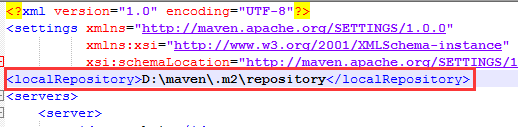 <?xml version="1.0" encoding="UTF-8"?>
<settings xmlns="http://maven.apache.org/SETTINGS/1.0.0"
xmlns:xsi="http://www.w3.org/2001/XMLSchema-instance"
xsi:schemaLocation="http://maven.apache.org/SETTINGS/1
<localRepository>D:\maven\.m2\repository</localRepository>
<servers>
<server>